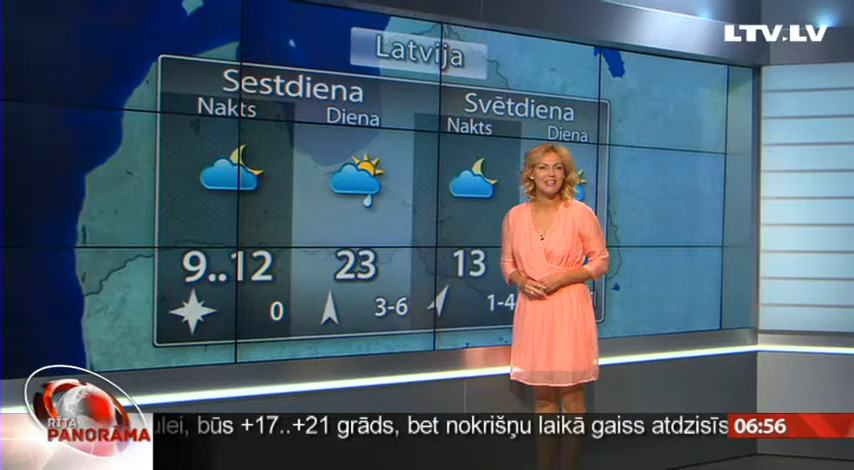 LTV.LV
Latvija
Sestdiena
Nakts Diena
Svētdiena
Nakts Diena
9..12 23 13
0 3-6 1-4
RĪTA
PANORĀMA
ulei, būs +17..+21 grāds, bet nokrišņu laikā gaiss atdzisīs
06:56